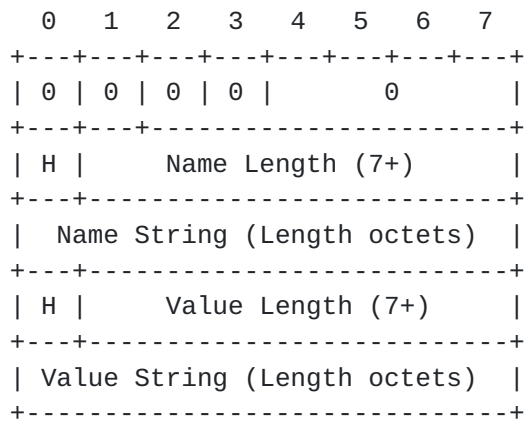 0   1   2   3   4   5   6   7
+---+---+---+---+---+---+---+---+
| 0 | 0 | 0 | 0 |       0       |
+---+---+-----------------------+
| H |     Name Length (7+)      |
+---+---------------------------+
|  Name String (Length octets)  |
+---+---------------------------+
| H |     Value Length (7+)     |
+---+---------------------------+
| Value String (Length octets)  |
+-------------------------------+